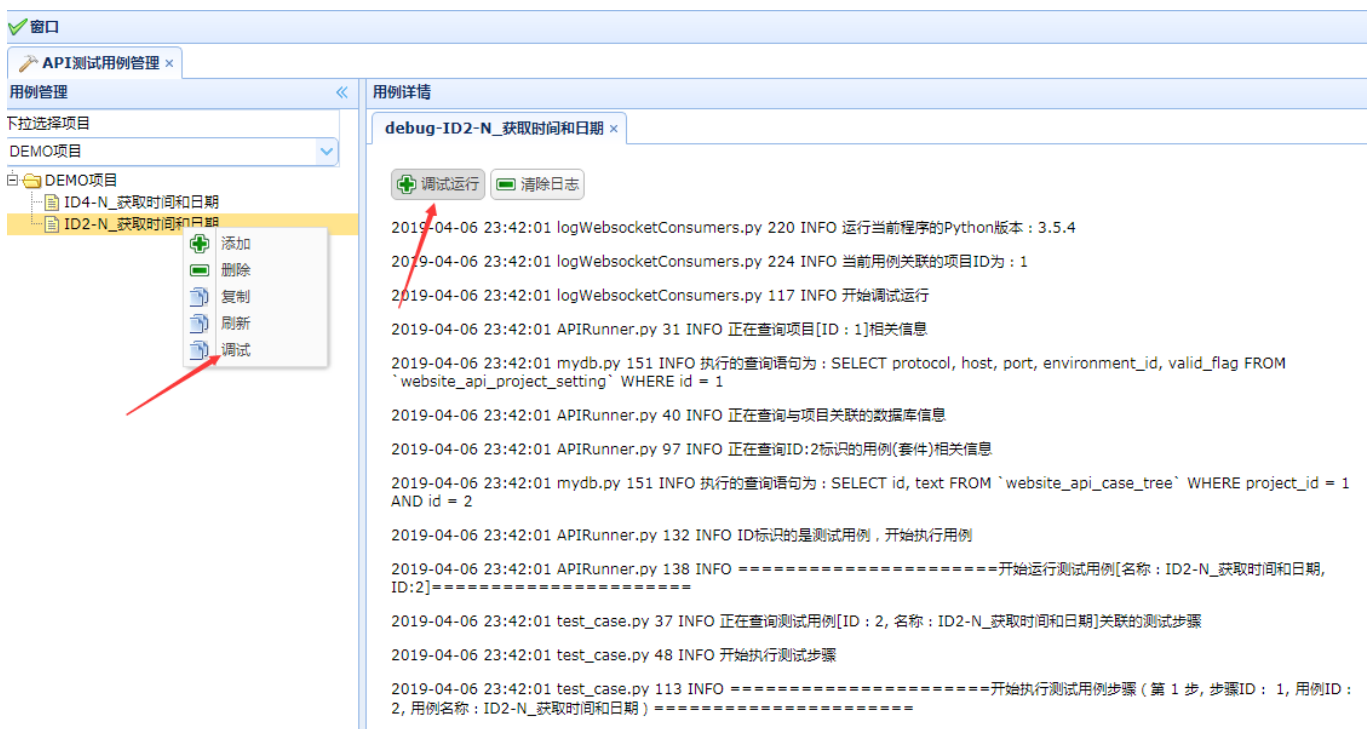 窗口
API测试用例管理 ×
用例管理 «
下拉选择项目
DEMO项目
DEMO项目
ID4-N_获取时间和日期
ID2-N_获取时间和日期
添加
删除
复制
刷新
调试
用例详情
debug-ID2-N_获取时间和日期 ×
调试运行 清除日志
2019-04-06 23:42:01 logWebsocketConsumers.py 220 INFO 运行当前程序的Python版本：3.5.4
2019-04-06 23:42:01 logWebsocketConsumers.py 224 INFO 当前用例关联的项目ID为：1
2019-04-06 23:42:01 logWebsocketConsumers.py 117 INFO 开始调试运行
2019-04-06 23:42:01 APIRunner.py 31 INFO 正在查询项目[ID：1]相关信息
2019-04-06 23:42:01 mydb.py 151 INFO 执行的查询语句为：SELECT protocol, host, port, environment_id, valid_flag FROM
`website_api_project_setting` WHERE id = 1
2019-04-06 23:42:01 APIRunner.py 40 INFO 正在查询与项目关联的数据库信息
2019-04-06 23:42:01 APIRunner.py 97 INFO 正在查询ID:2标识的用例(套件)相关信息
2019-04-06 23:42:01 mydb.py 151 INFO 执行的查询语句为：SELECT id, text FROM `website_api_case_tree` WHERE project_id = 1
AND id = 2
2019-04-06 23:42:01 APIRunner.py 132 INFO ID标识的是测试用例，开始执行用例
2019-04-06 23:42:01 APIRunner.py 138 INFO ======================开始运行测试用例[名称：ID2-N_获取时间和日期,
ID:2]======================
2019-04-06 23:42:01 test_case.py 37 INFO 正在查询测试用例[ID：2, 名称：ID2-N_获取时间和日期]关联的测试步骤
2019-04-06 23:42:01 test_case.py 48 INFO 开始执行测试步骤
2019-04-06 23:42:01 test_case.py 113 INFO ======================开始执行测试用例步骤（第 1 步, 步骤ID： 1, 用例ID：
2, 用例名称：ID2-N_获取时间和日期）======================